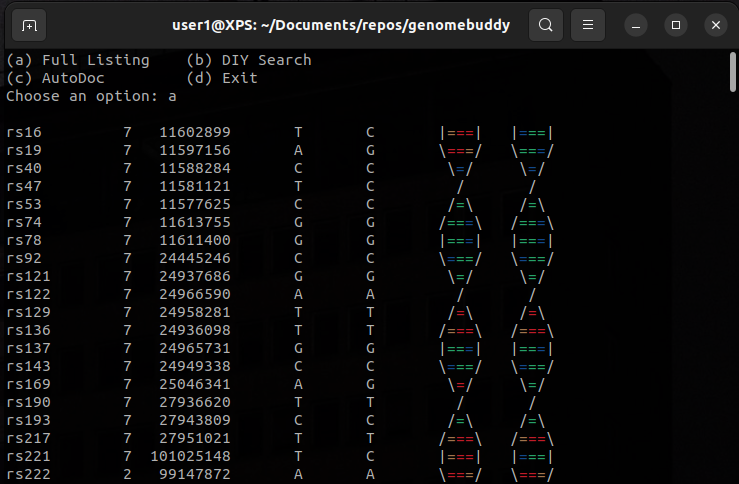 user1@XPS: ~/Documents/repos/genomebuddy
(a) Full Listing    (b) DIY Search
(c) AutoDoc         (d) Exit
Choose an option: a
rs16         7   11602899       T       C       |===|   |===|
rs19         7   11597156       A       G       \===/   \===/
rs40         7   11588284       C       C        \=/     \=/
rs47         7   11581121       T       C         /       /
rs53         7   11577625       C       C        /=\     /=\
rs74         7   11613755       G       G       /===\   /===\
rs78         7   11611400       G       G       |===|   |===|
rs92         7   24445246       C       C       \===/   \===/
rs121        7   24937686       G       G        \=/     \=/
rs122        7   24966590       A       A         /       /
rs129        7   24958281       T       T        /=\     /=\
rs136        7   24936098       T       T       /===\   /===\
rs137        7   24965731       G       G       |===|   |===|
rs143        7   24949338       C       C       \===/   \===/
rs169        7   25046341       A       G        \=/     \=/
rs190        7   27936620       T       T         /       /
rs193        7   27943809       C       C        /=\     /=\
rs217        7   27951021       T       T       /===\   /===\
rs221        7  101025148       T       C       |===|   |===|
rs222        2   99147872       A       A       \===/   \===/